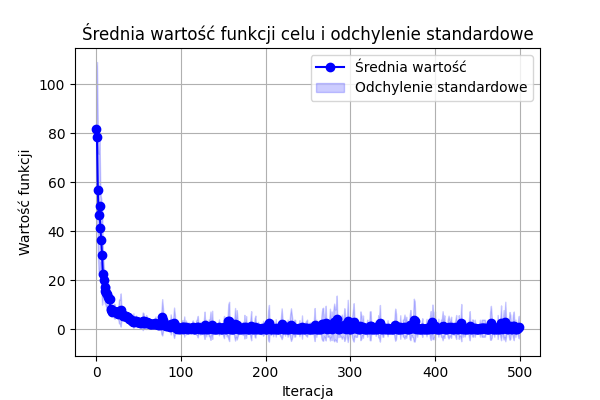 Średnia wartość funkcji celu i odchylenie standardowe
Średnia wartość
Odchylenie standardowe
Wartość funkcji
100
80
60
40
20
0
0 100 200 300 400 500
Iteracja